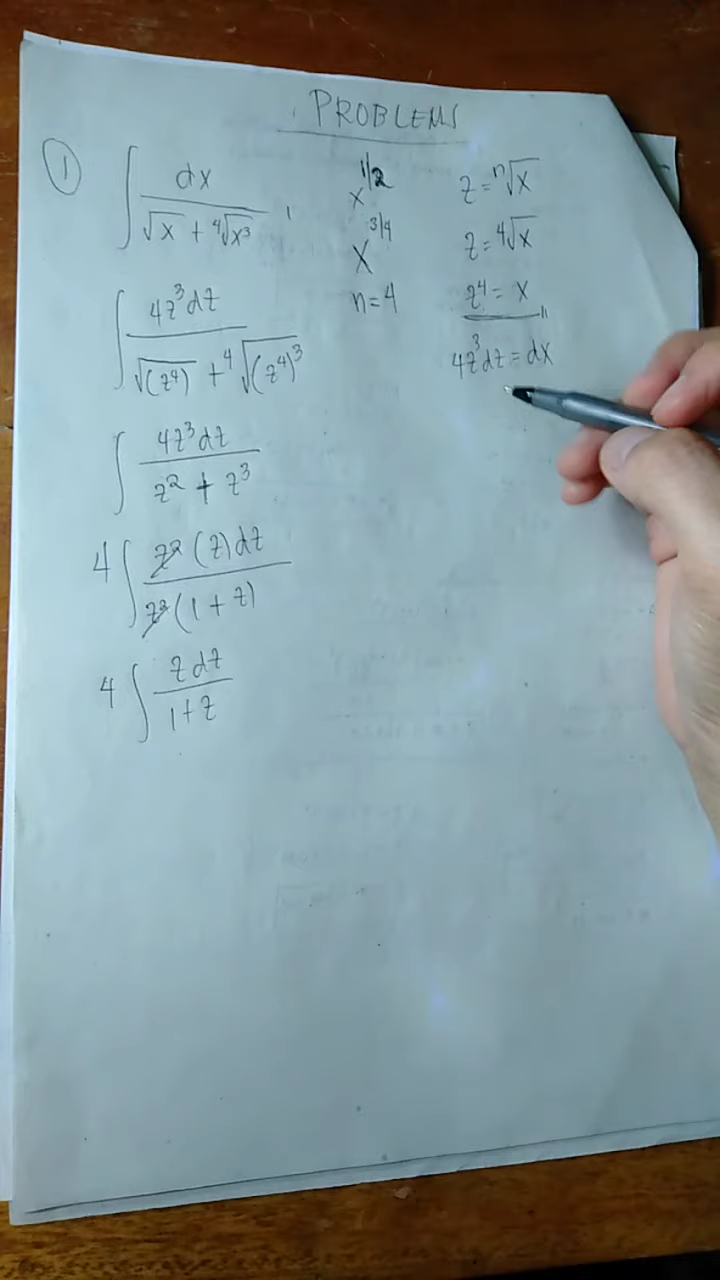 PROBLEMS
① ∫ dx / (√x + ⁴√x³) , x^1/2 z = ⁿ√x
x^3/4 z = ⁴√x
∫ 4z³dz / (√(z⁴) + ⁴√(z⁴)³) n=4 z⁴ = x
4z³dz = dx
∫ 4z³dz / (z² + z³)
4 ∫ z²(z)dz / z²(1 + z)
4 ∫ zdz / (1+z)